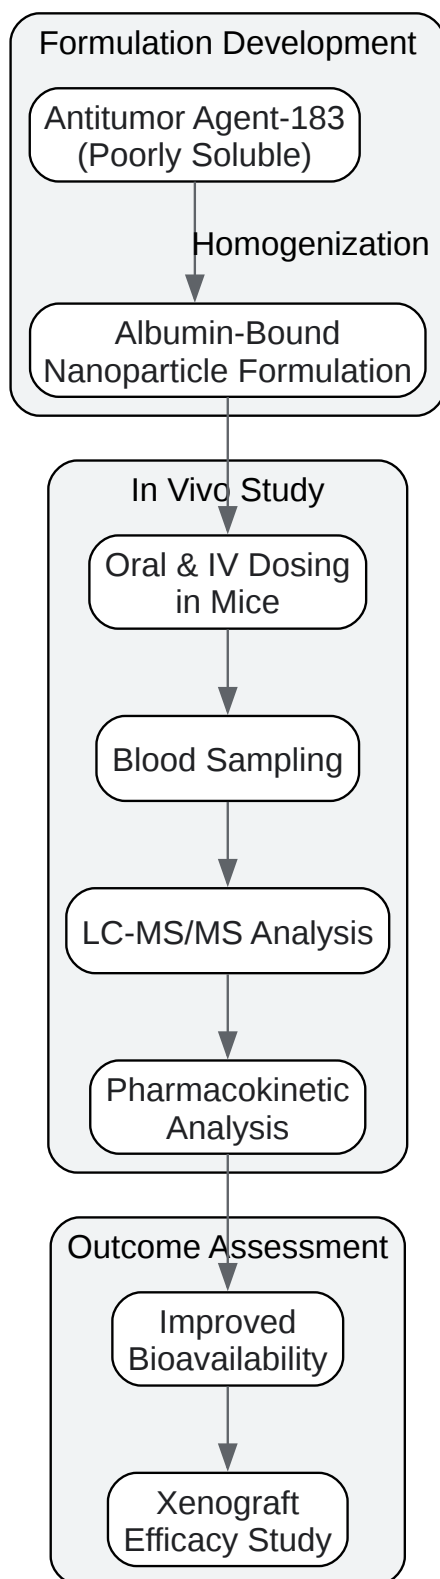 Formulation Development
Antitumor Agent-183
(Poorly Soluble)
Homogenization
Albumin-Bound
Nanoparticle Formulation
In Vivo Study
Oral & IV Dosing
in Mice
Blood Sampling
LC-MS/MS Analysis
Pharmacokinetic
Analysis
Outcome Assessment
Improved
Bioavailability
Xenograft
Efficacy Study